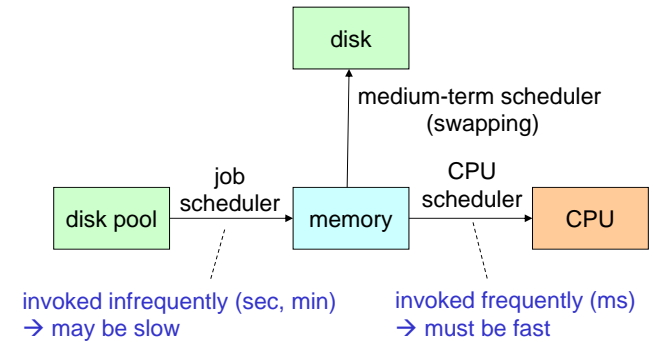 disk
medium-term scheduler
(swapping)
job
scheduler
CPU
scheduler
disk pool
memory
CPU
invoked infrequently (sec, min)
→ may be slow
invoked frequently (ms)
→ must be fast